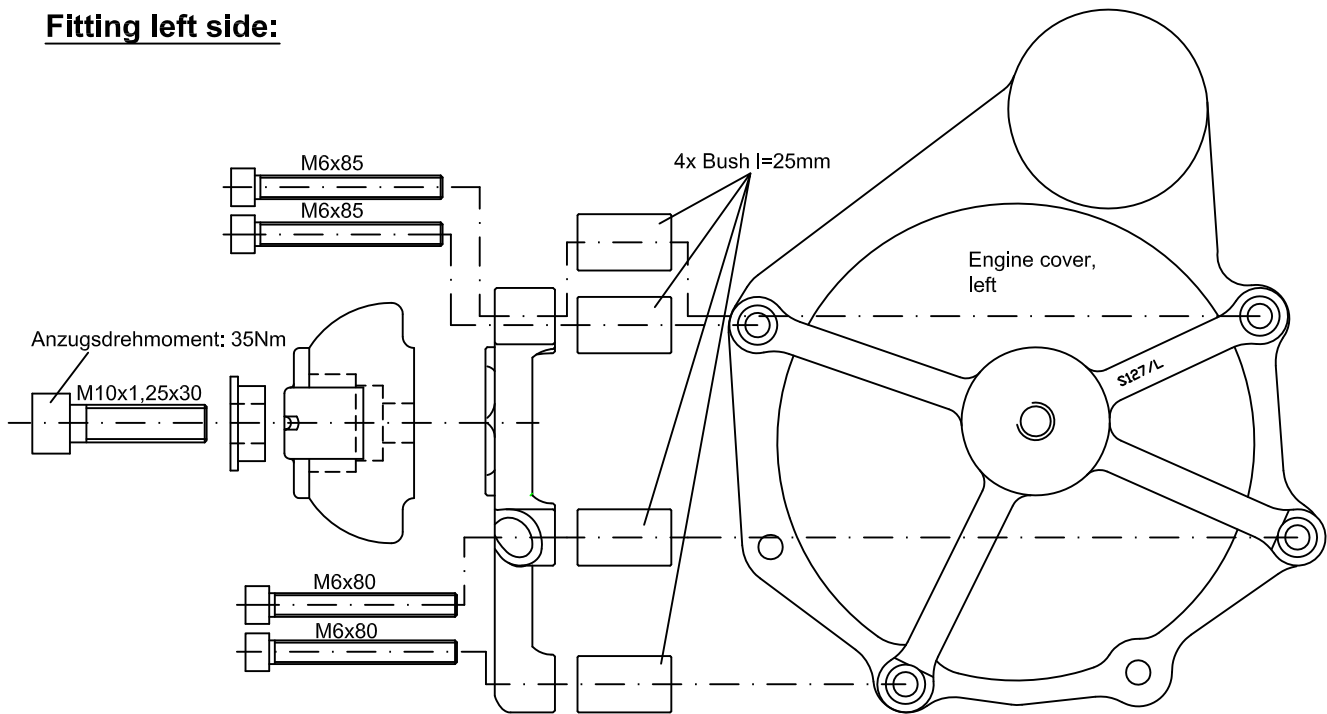 Fitting left side:
M6x85
M6x85
4x Bush l=25mm
Engine cover,
left
Anzugsdrehmoment: 35Nm
M10x1,25x30
S127/L
M6x80
M6x80